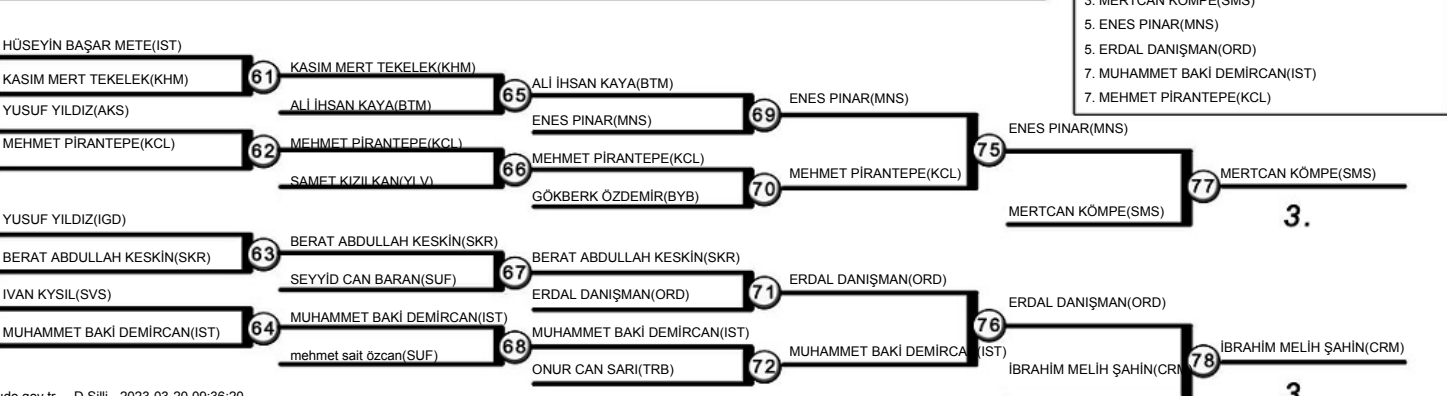 3. MERTCAN KÖMPE(SMS)
5. ENES PINAR(MNS)
5. ERDAL DANIŞMAN(ORD)
7. MUHAMMET BAKİ DEMİRCAN(IST)
7. MEHMET PİRANTEPE(KCL)
HÜSEYİN BAŞAR METE(IST)
KASIM MERT TEKELEK(KHM)
61
YUSUF YILDIZ(AKS)
MEHMET PİRANTEPE(KCL)
62
YUSUF YILDIZ(IGD)
BERAT ABDULLAH KESKİN(SKR)
63
IVAN KYSIL(SVS)
MUHAMMET BAKİ DEMİRCAN(IST)
64
KASIM MERT TEKELEK(KHM)
ALİ İHSAN KAYA(BTM)
65
MEHMET PİRANTEPE(KCL)
SAMET KIZILKAN(YLV)
66
BERAT ABDULLAH KESKİN(SKR)
SEYYİD CAN BARAN(SUF)
67
MUHAMMET BAKİ DEMİRCAN(IST)
mehmet sait özcan(SUF)
68
ALİ İHSAN KAYA(BTM)
ENES PINAR(MNS)
69
MEHMET PİRANTEPE(KCL)
GÖKBERK ÖZDEMİR(BYB)
70
BERAT ABDULLAH KESKİN(SKR)
ERDAL DANIŞMAN(ORD)
71
MUHAMMET BAKİ DEMİRCAN(IST)
ONUR CAN SARI(TRB)
72
ENES PINAR(MNS)
MEHMET PİRANTEPE(KCL)
75
ERDAL DANIŞMAN(ORD)
MUHAMMET BAKİ DEMİRCAN(IST)
76
ENES PINAR(MNS)
MERTCAN KÖMPE(SMS)
77
ERDAL DANIŞMAN(ORD)
İBRAHİM MELİH ŞAHİN(CRM
78
MERTCAN KÖMPE(SMS)
3.
İBRAHİM MELİH ŞAHİN(CRM)
3